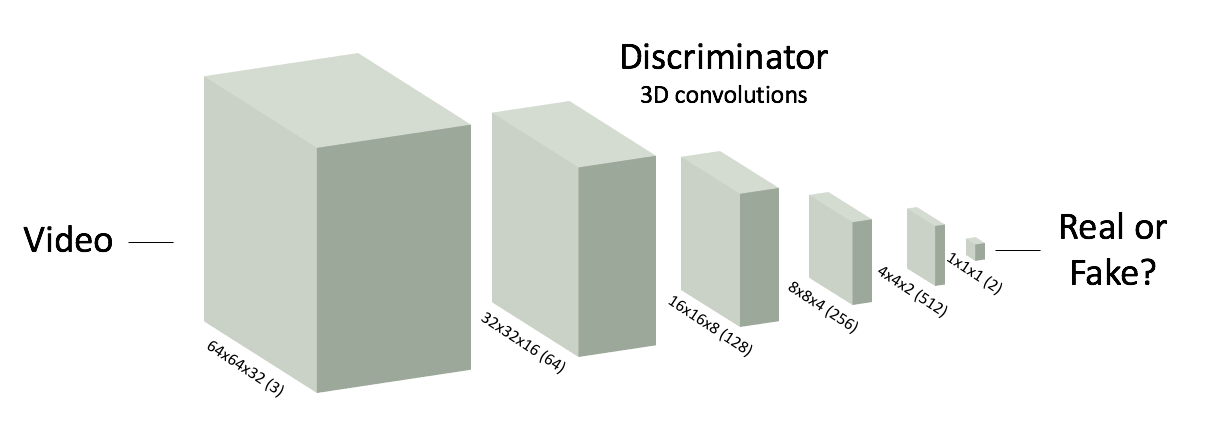 Discriminator
3D convolutions
Video
64x64x32 (3)
32x32x16 (64)
16x16x8 (128)
8x8x4 (256)
4x4x2 (512)
1x1x1 (2)
Real or
Fake?